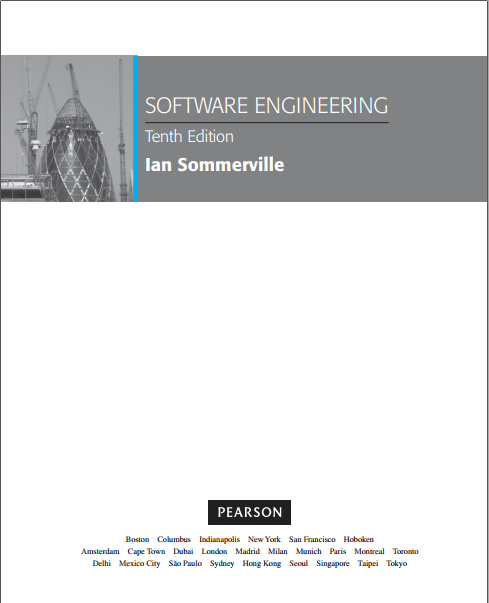 SOFTWARE ENGINEERING
Tenth Edition
Ian Sommerville
PEARSON
Boston Columbus Indianapolis New York San Francisco Hoboken
Amsterdam Cape Town Dubai London Madrid Milan Munich Paris Montreal Toronto
Delhi Mexico City São Paulo Sydney Hong Kong Seoul Singapore Taipei Tokyo